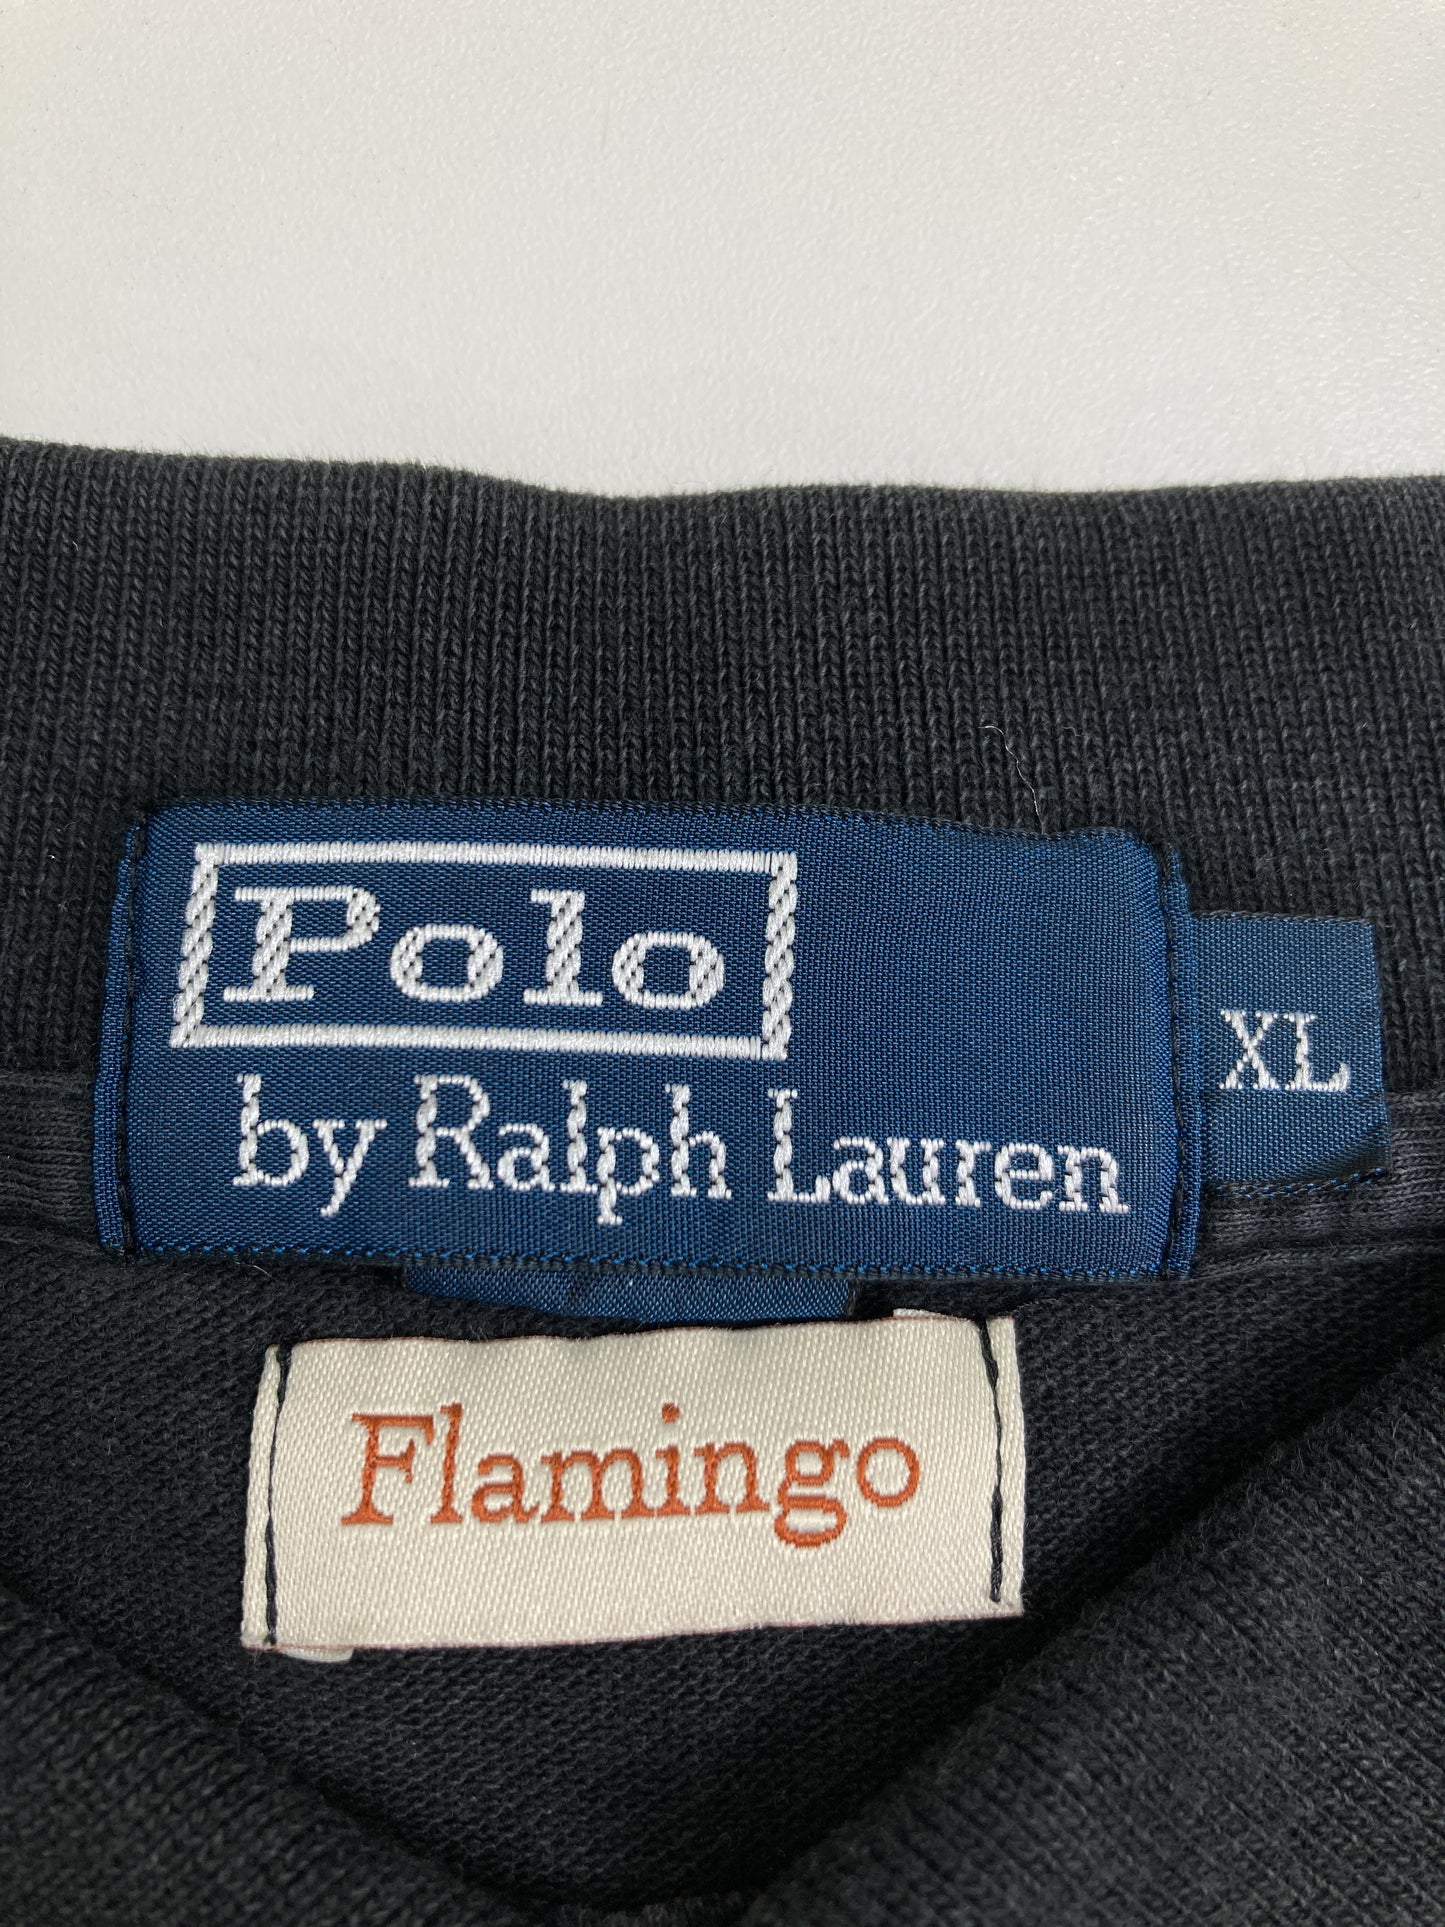 Polo
by Ralph Lauren
XL
Flamingo